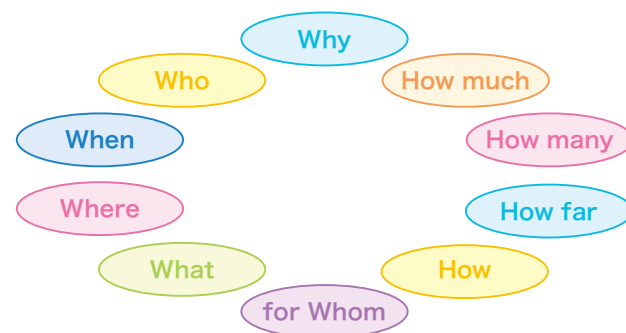 Why
Who
How much
When
How many
Where
How far
What
How
for Whom